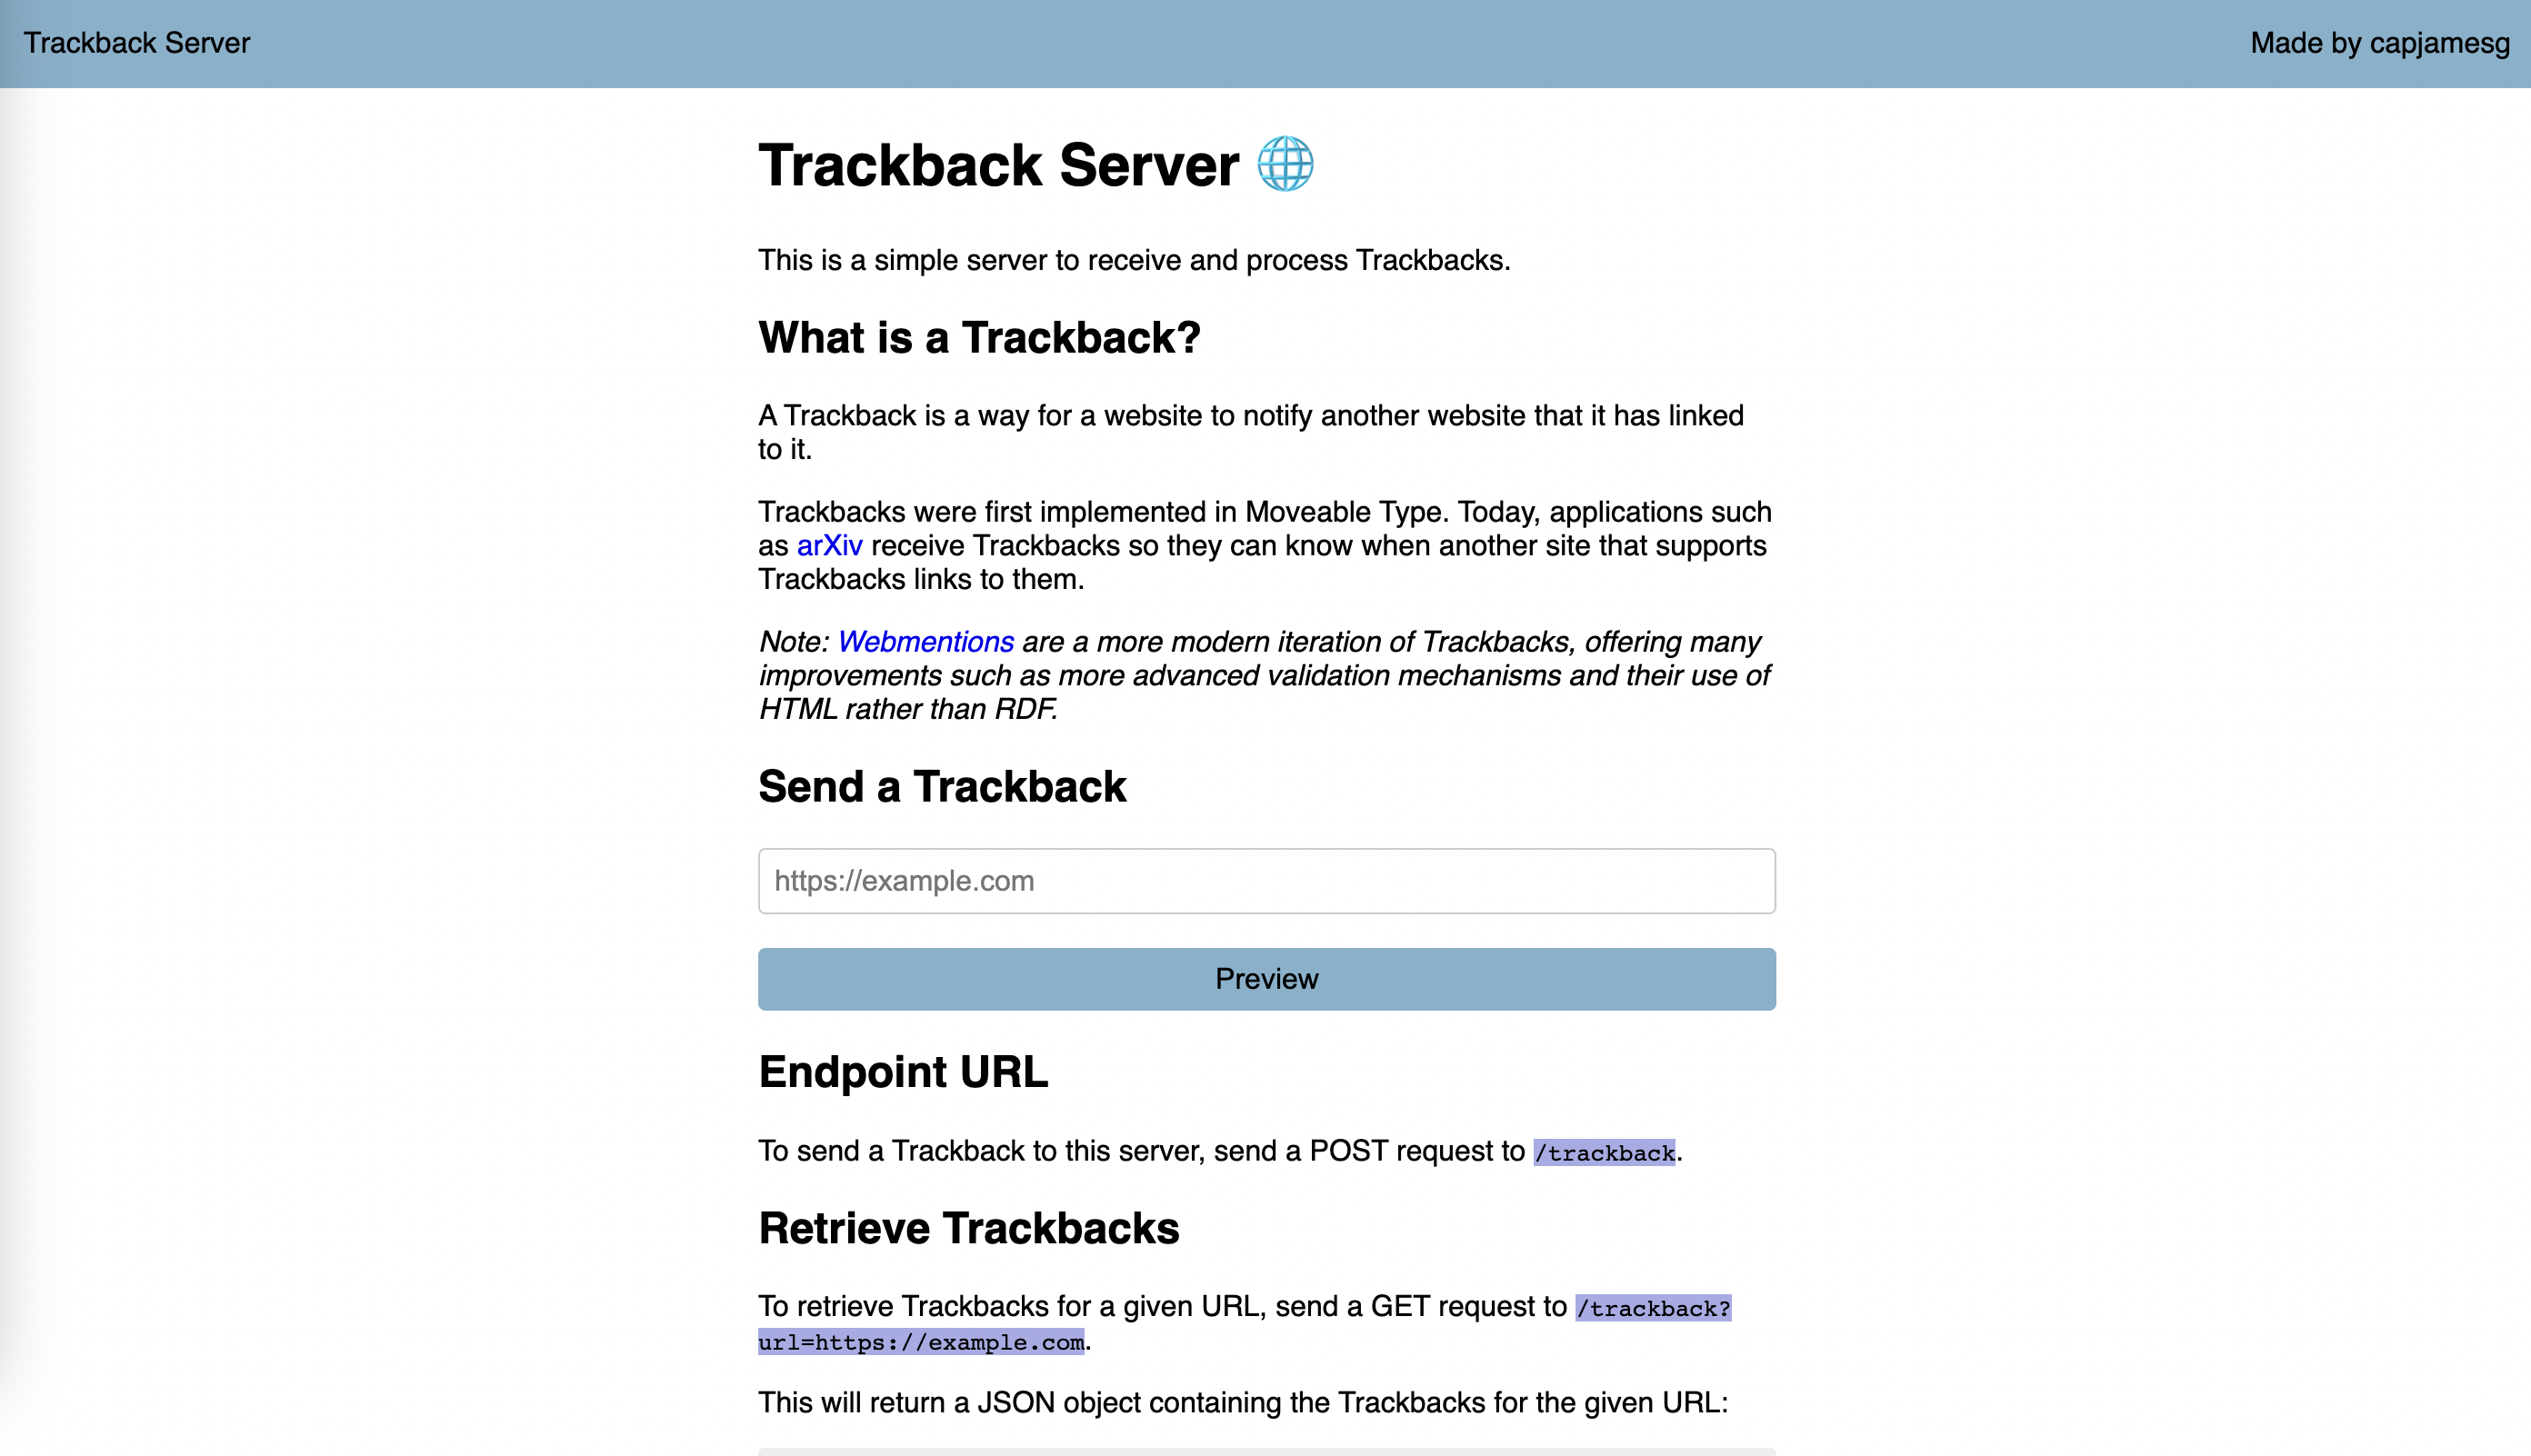 Trackback Server
Made by capjamesg
Trackback Server 🌐
This is a simple server to receive and process Trackbacks.
What is a Trackback?
A Trackback is a way for a website to notify another website that it has linked
to it.
Trackbacks were first implemented in Moveable Type. Today, applications such
as arXiv receive Trackbacks so they can know when another site that supports
Trackbacks links to them.
Note: Webmentions are a more modern iteration of Trackbacks, offering many
improvements such as more advanced validation mechanisms and their use of
HTML rather than RDF.
Send a Trackback
https://example.com
Preview
Endpoint URL
To send a Trackback to this server, send a POST request to /trackback.
Retrieve Trackbacks
To retrieve Trackbacks for a given URL, send a GET request to /trackback?
url=https://example.com.
This will return a JSON object containing the Trackbacks for the given URL: